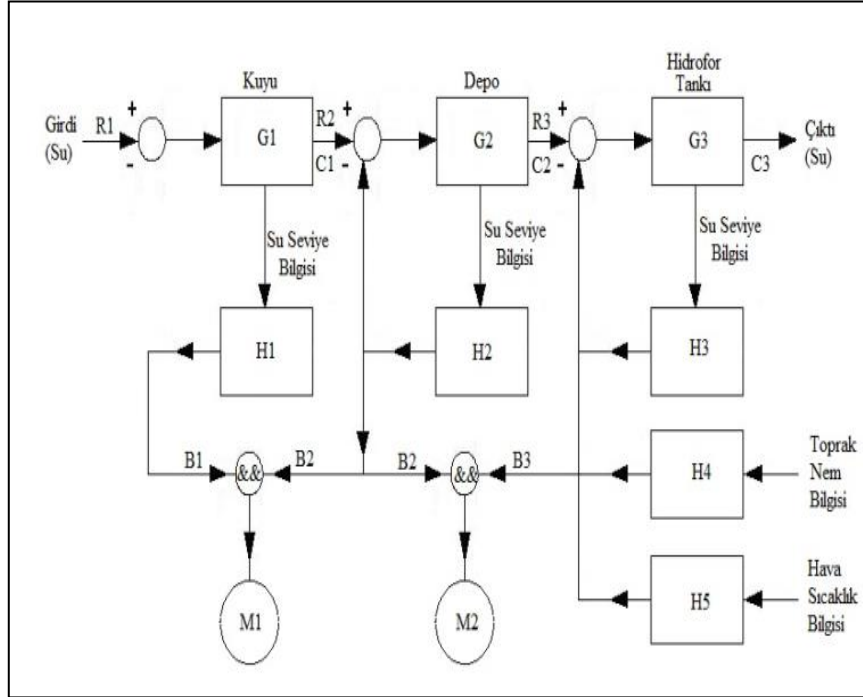 Kuyu
Depo
Hidrofor
Tankı
Girdi
(Su)
R1
+
-
G1
R2
C1
+
-
G2
R3
C2
+
-
G3
C3
Çıktı
(Su)
Su Seviye
Bilgisi
Su Seviye
Bilgisi
Su Seviye
Bilgisi
H1
H2
H3
B1
&&
B2
B2
&&
B3
H4
Toprak
Nem
Bilgisi
M1
M2
H5
Hava
Sıcaklık
Bilgisi